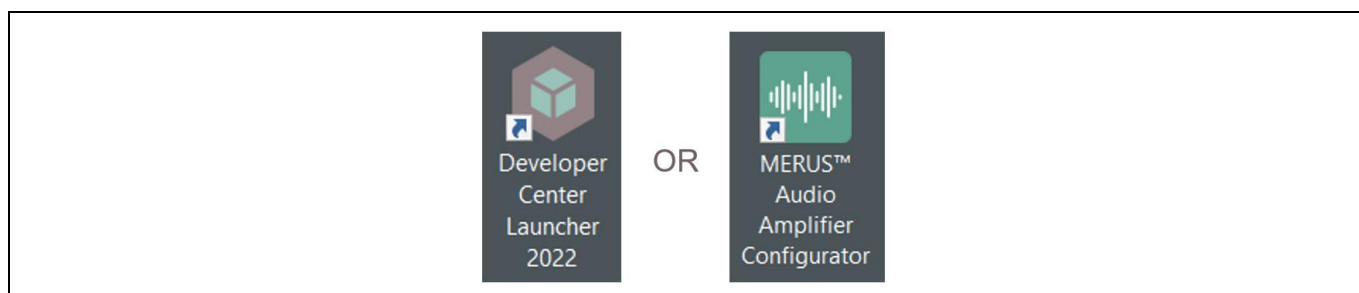 Developer
Center
Launcher
2022
OR
MERUS™
Audio
Amplifier
Configurator